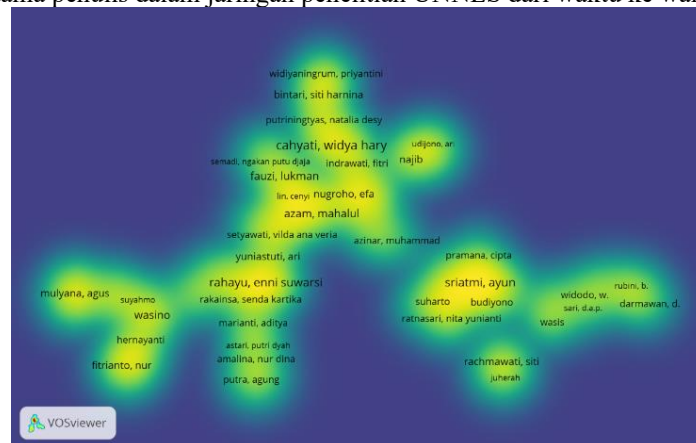 widiyaningrum, priyantini
bintari, siti harnina
putriningtyas, natalia desy
cahyati, widya hary
udijono, ari
semadi, ngakan putu djaja
indrawati, fitri
najib
fauzi, lukman
lin, cenyi
nugroho, efa
azam, mahalul
setyawati, vilda ana veria
azinar, muhammad
yuniastuti, ari
pramana, cipta
rahayu, enni suwarsi
sriatmi, ayun
mulyana, agus
suyahmo
rakainsa, senda kartika
suharto
budiyono
widodo, w.
rubini, b.
sari, d.a.p.
darmawan, d.
wasino
marianti, aditya
ratnasari, nita yunianti
wasis
hernayanti
astari, putri dyah
amalina, nur dina
fitrianto, nur
putra, agung
rachmawati, siti
juherah
VOSviewer